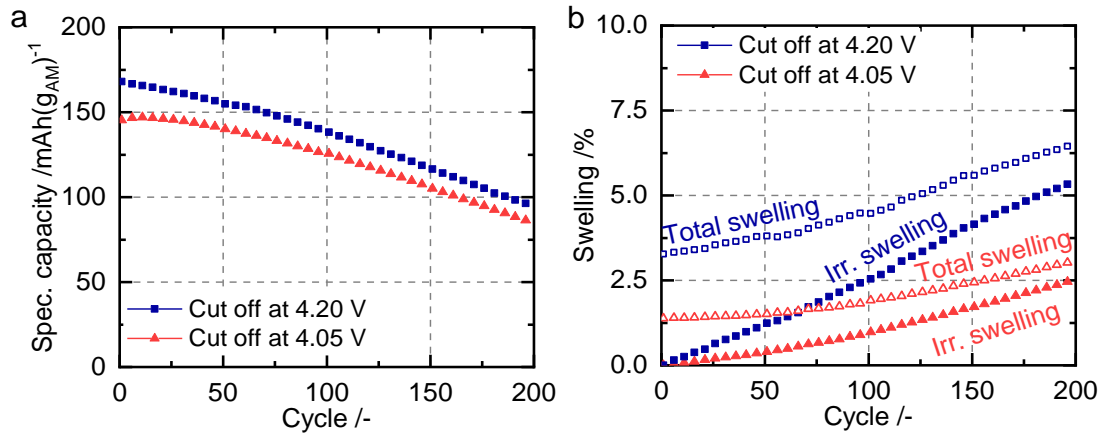 a
Spec. capacity /mAh(g_AM)^-1
200
150
100
50
0
Cut off at 4.20 V
Cut off at 4.05 V
0 50 100 150 200
Cycle /-
b
Swelling /%
10.0
7.5
5.0
2.5
0.0
Cut off at 4.20 V
Cut off at 4.05 V
Total swelling
Irr. swelling
Total swelling
Irr. swelling
0 50 100 150 200
Cycle /-